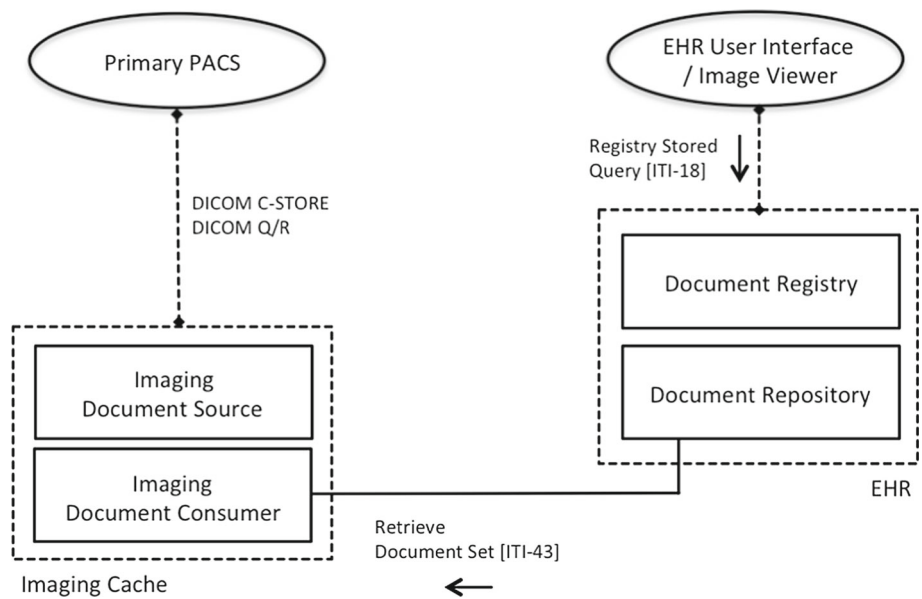 Primary PACS
EHR User Interface
/ Image Viewer
Registry Stored
Query [ITI-18]
DICOM C-STORE
DICOM Q/R
Document Registry
Document Repository
EHR
Imaging
Document Source
Imaging
Document Consumer
Retrieve
Document Set [ITI-43]
Imaging Cache